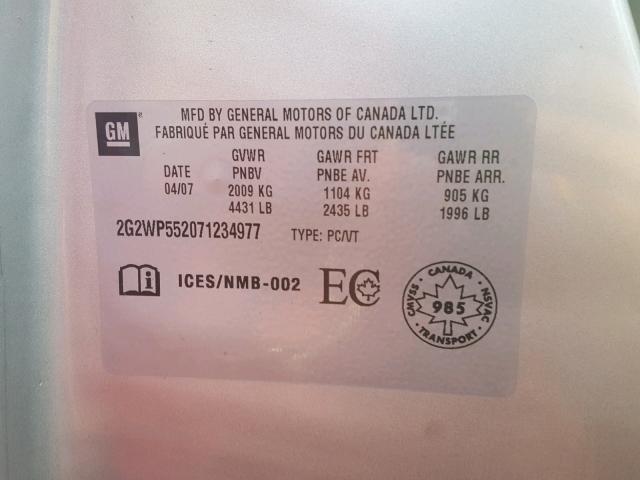 GM
MFD BY GENERAL MOTORS OF CANADA LTD.
FABRIQUÉ PAR GENERAL MOTORS DU CANADA LTÉE
GVWR GAWR FRT GAWR RR
DATE PNBV PNBE AV. PNBE ARR.
04/07 2009 KG 1104 KG 905 KG
4431 LB 2435 LB 1996 LB
2G2WP552071234977 TYPE: PC/VT
ICES/NMB-002 EC
CANADA
CMVSS 985 NSVAC
TRANSPORT